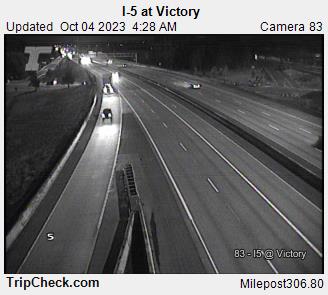 I-5 at Victory
Updated Oct 04 2023 4:28 AM Camera 83
S
83 - I5 @ Victory
TripCheck.com Milepost306.80